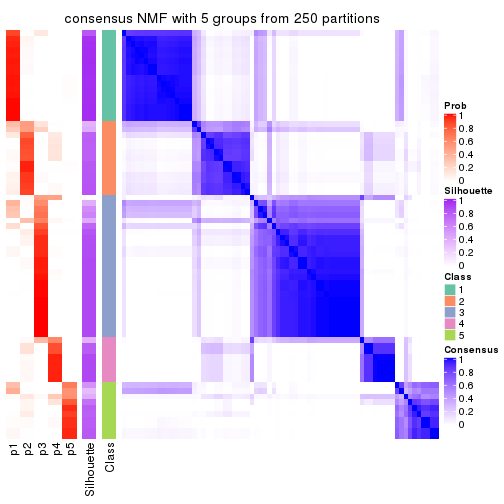 consensus NMF with 5 groups from 250 partitions
Prob
1
0.8
0.6
0.4
0.2
0
Silhouette
1
0.8
0.6
0.4
0.2
0
Class
1
2
3
4
5
Consensus
1
0.8
0.6
0.4
0.2
0
p1
p2
p3
p4
p5
Silhouette
Class